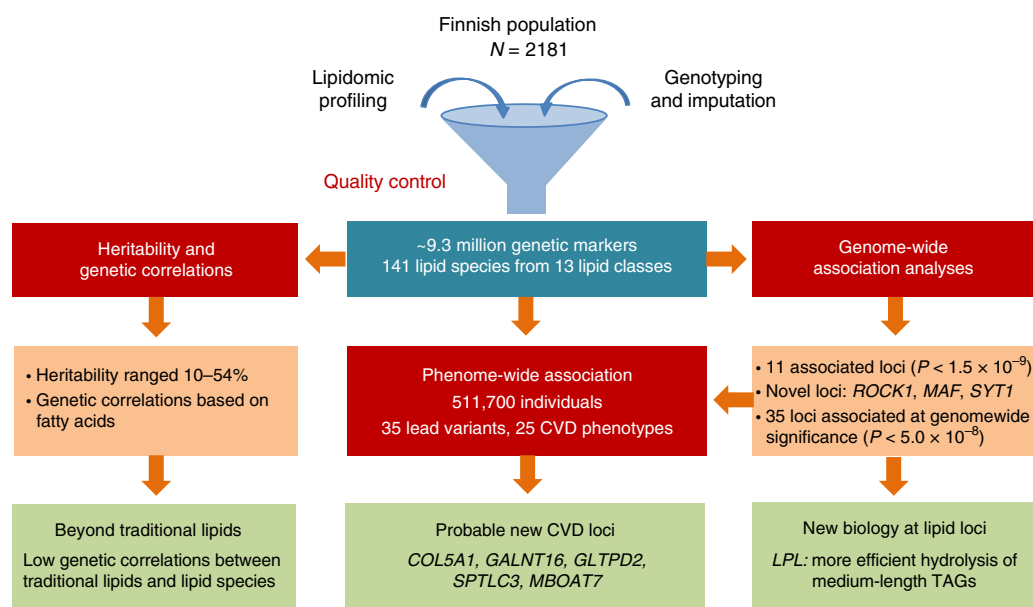 Finnish population
N = 2181
Lipidomic
profiling
Genotyping
and imputation
Quality control
Heritability and
genetic correlations
~9.3 million genetic markers
141 lipid species from 13 lipid classes
Genome-wide
association analyses
• Heritability ranged 10–54%
• Genetic correlations based on
fatty acids
Phenome-wide association
511,700 individuals
35 lead variants, 25 CVD phenotypes
• 11 associated loci (P < 1.5 × 10⁻⁹)
• Novel loci: ROCK1, MAF, SYT1
• 35 loci associated at genomewide
significance (P < 5.0 × 10⁻⁸)
Beyond traditional lipids
Low genetic correlations between
traditional lipids and lipid species
Probable new CVD loci
COL5A1, GALNT16, GLTPD2,
SPTLC3, MBOAT7
New biology at lipid loci
LPL: more efficient hydrolysis of
medium-length TAGs